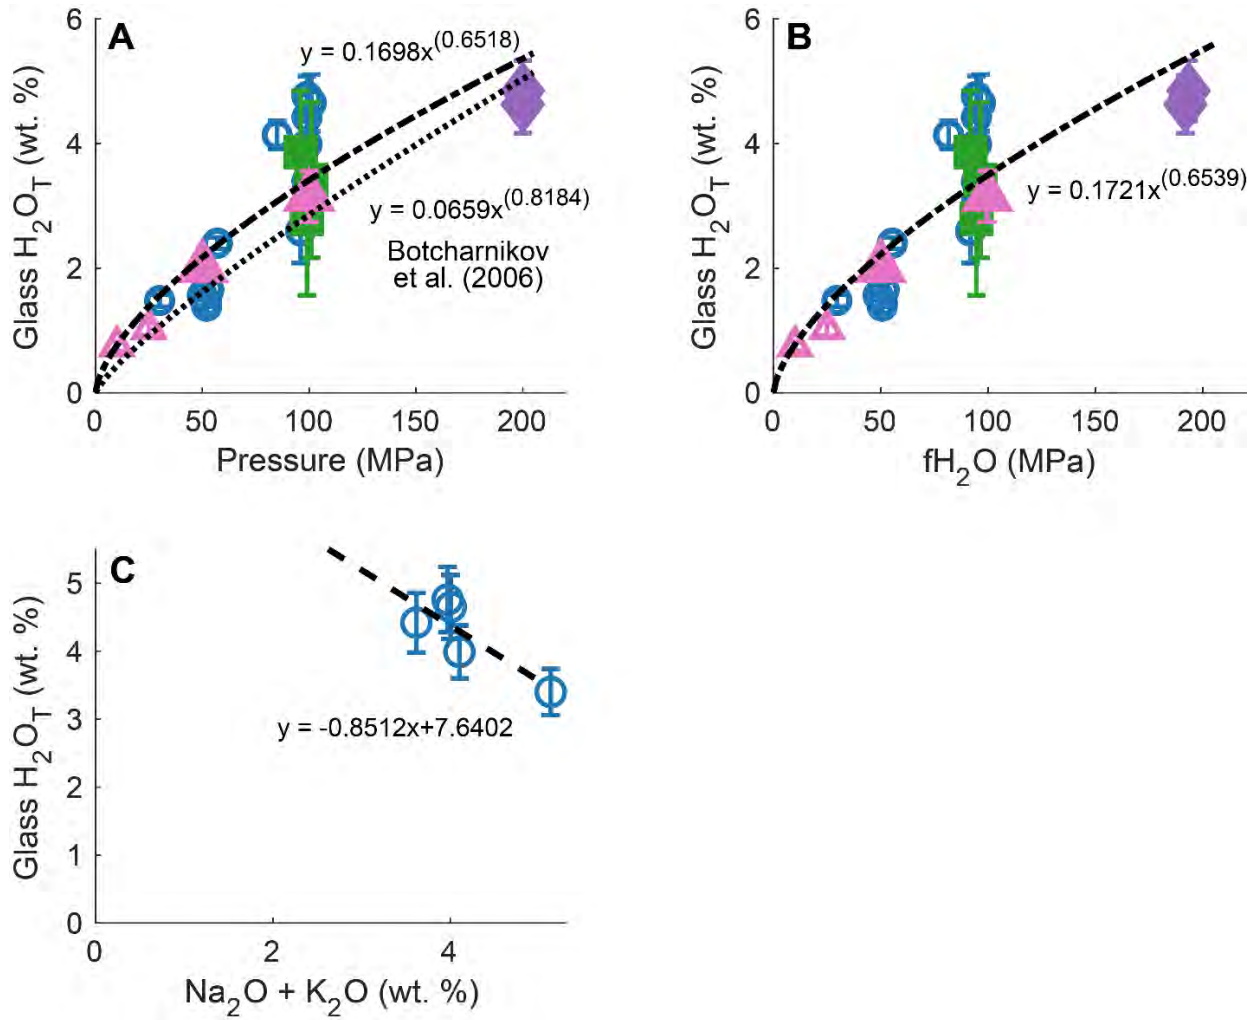 A
Glass H₂O_T (wt. %)
6
4
2
0
y = 0.1698x^(0.6518)
y = 0.0659x^(0.8184)
Botcharnikov
et al. (2006)
0 50 100 150 200
Pressure (MPa)
B
Glass H₂O_T (wt. %)
6
4
2
0
y = 0.1721x^(0.6539)
0 50 100 150 200
fH₂O (MPa)
C
Glass H₂O_T (wt. %)
5
4
3
2
1
0
y = -0.8512x+7.6402
0 2 4
Na₂O + K₂O (wt. %)